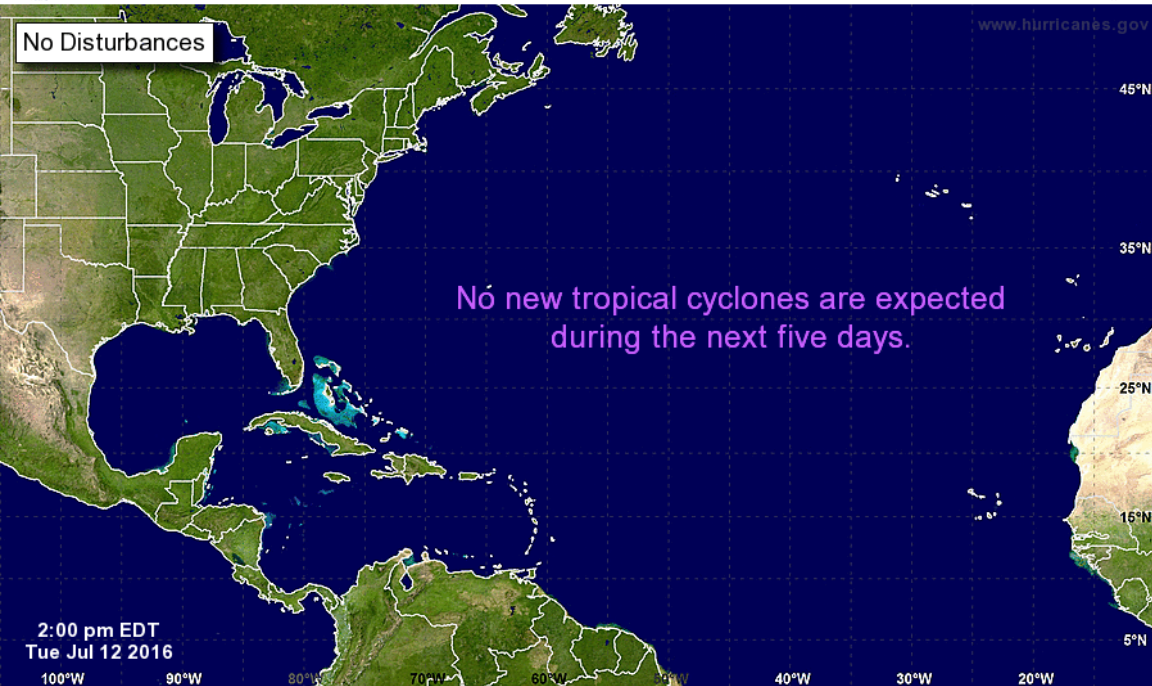 www.hurricanes.gov
No Disturbances
45°N
35°N
No new tropical cyclones are expected
during the next five days.
25°N
15°N
2:00 pm EDT
Tue Jul 12 2016
5°N
100°W 90°W 80°W 70°W 60°W 50°W 40°W 30°W 20°W